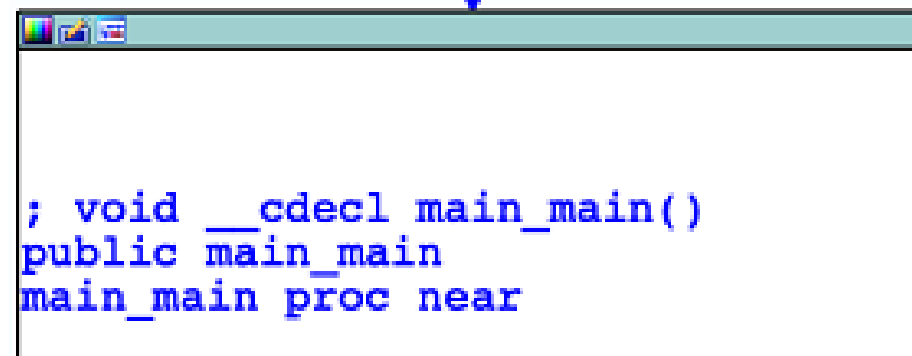 ; void __cdecl main_main()
public main_main
main_main proc near